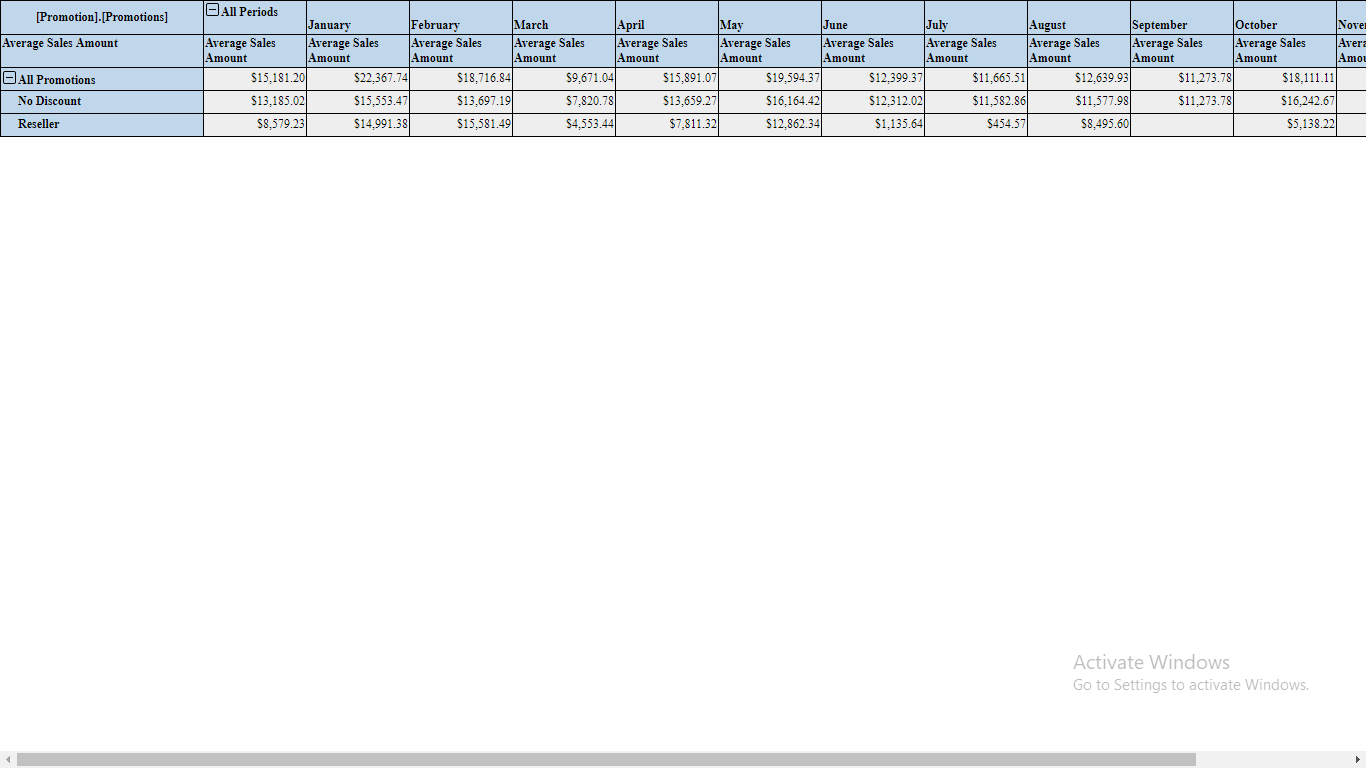 [Promotion].[Promotions] All Periods January February March April May June July August September October
Average Sales Amount Average Sales Amount Average Sales Amount Average Sales Amount Average Sales Amount Average Sales Amount Average Sales Amount Average Sales Amount Average Sales Amount Average Sales Amount Average Sales Amount Average Sales Amount
All Promotions $15,181.20 $22,367.74 $18,716.84 $9,671.04 $15,891.07 $19,594.37 $12,399.37 $11,665.51 $12,639.93 $11,273.78 $18,111.11
No Discount $13,185.02 $15,553.47 $13,697.19 $7,820.78 $13,659.27 $16,164.42 $12,312.02 $11,582.86 $11,577.98 $11,273.78 $16,242.67
Reseller $8,579.23 $14,991.38 $15,581.49 $4,553.44 $7,811.32 $12,862.34 $1,135.64 $454.57 $8,495.60 $5,138.22
Activate Windows
Go to Settings to activate Windows.